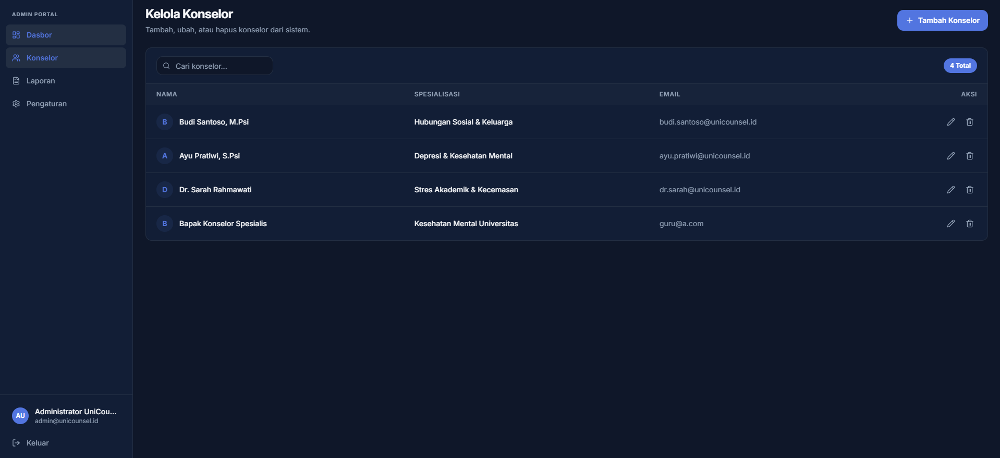 ADMIN PORTAL
Dasbor
Konselor
Laporan
Pengaturan
Administrator UniCou...
AU
admin@unicounsel.id
Keluar
Kelola Konselor
Tambah, ubah, atau hapus konselor dari sistem.
Tambah Konselor
Cari konselor...
4 Total
NAMA SPESIALISASI EMAIL AKSI
B Budi Santoso, M.Psi Hubungan Sosial & Keluarga budi.santoso@unicounsel.id
A Ayu Pratiwi, S.Psi Depresi & Kesehatan Mental ayu.pratiwi@unicounsel.id
D Dr. Sarah Rahmawati Stres Akademik & Kecemasan dr.sarah@unicounsel.id
B Bapak Konselor Spesialis Kesehatan Mental Universitas guru@a.com